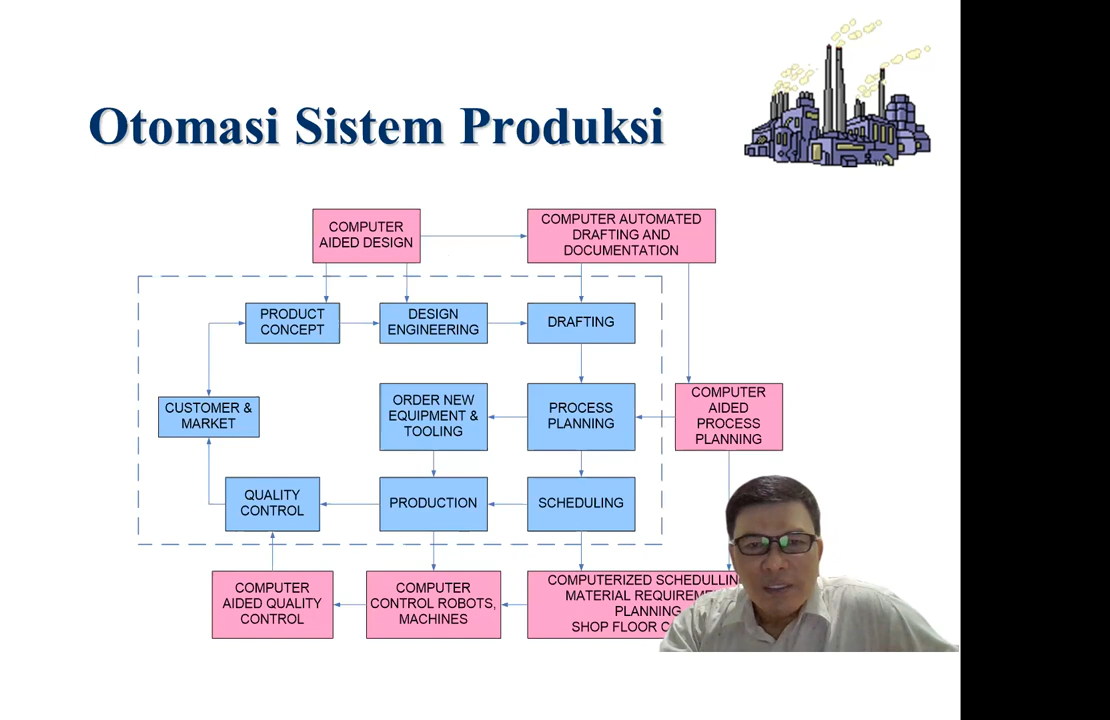 Otomasi Sistem Produksi
COMPUTER
AIDED DESIGN
COMPUTER AUTOMATED
DRAFTING AND
DOCUMENTATION
PRODUCT
CONCEPT
DESIGN
ENGINEERING
DRAFTING
CUSTOMER &
MARKET
ORDER NEW
EQUIPMENT &
TOOLING
PROCESS
PLANNING
COMPUTER
AIDED
PROCESS
PLANNING
QUALITY
CONTROL
PRODUCTION
SCHEDULING
COMPUTER
AIDED QUALITY
CONTROL
COMPUTER
CONTROL ROBOTS,
MACHINES
COMPUTERIZED
MATERIAL
PLANNING
SHOP FLOOR